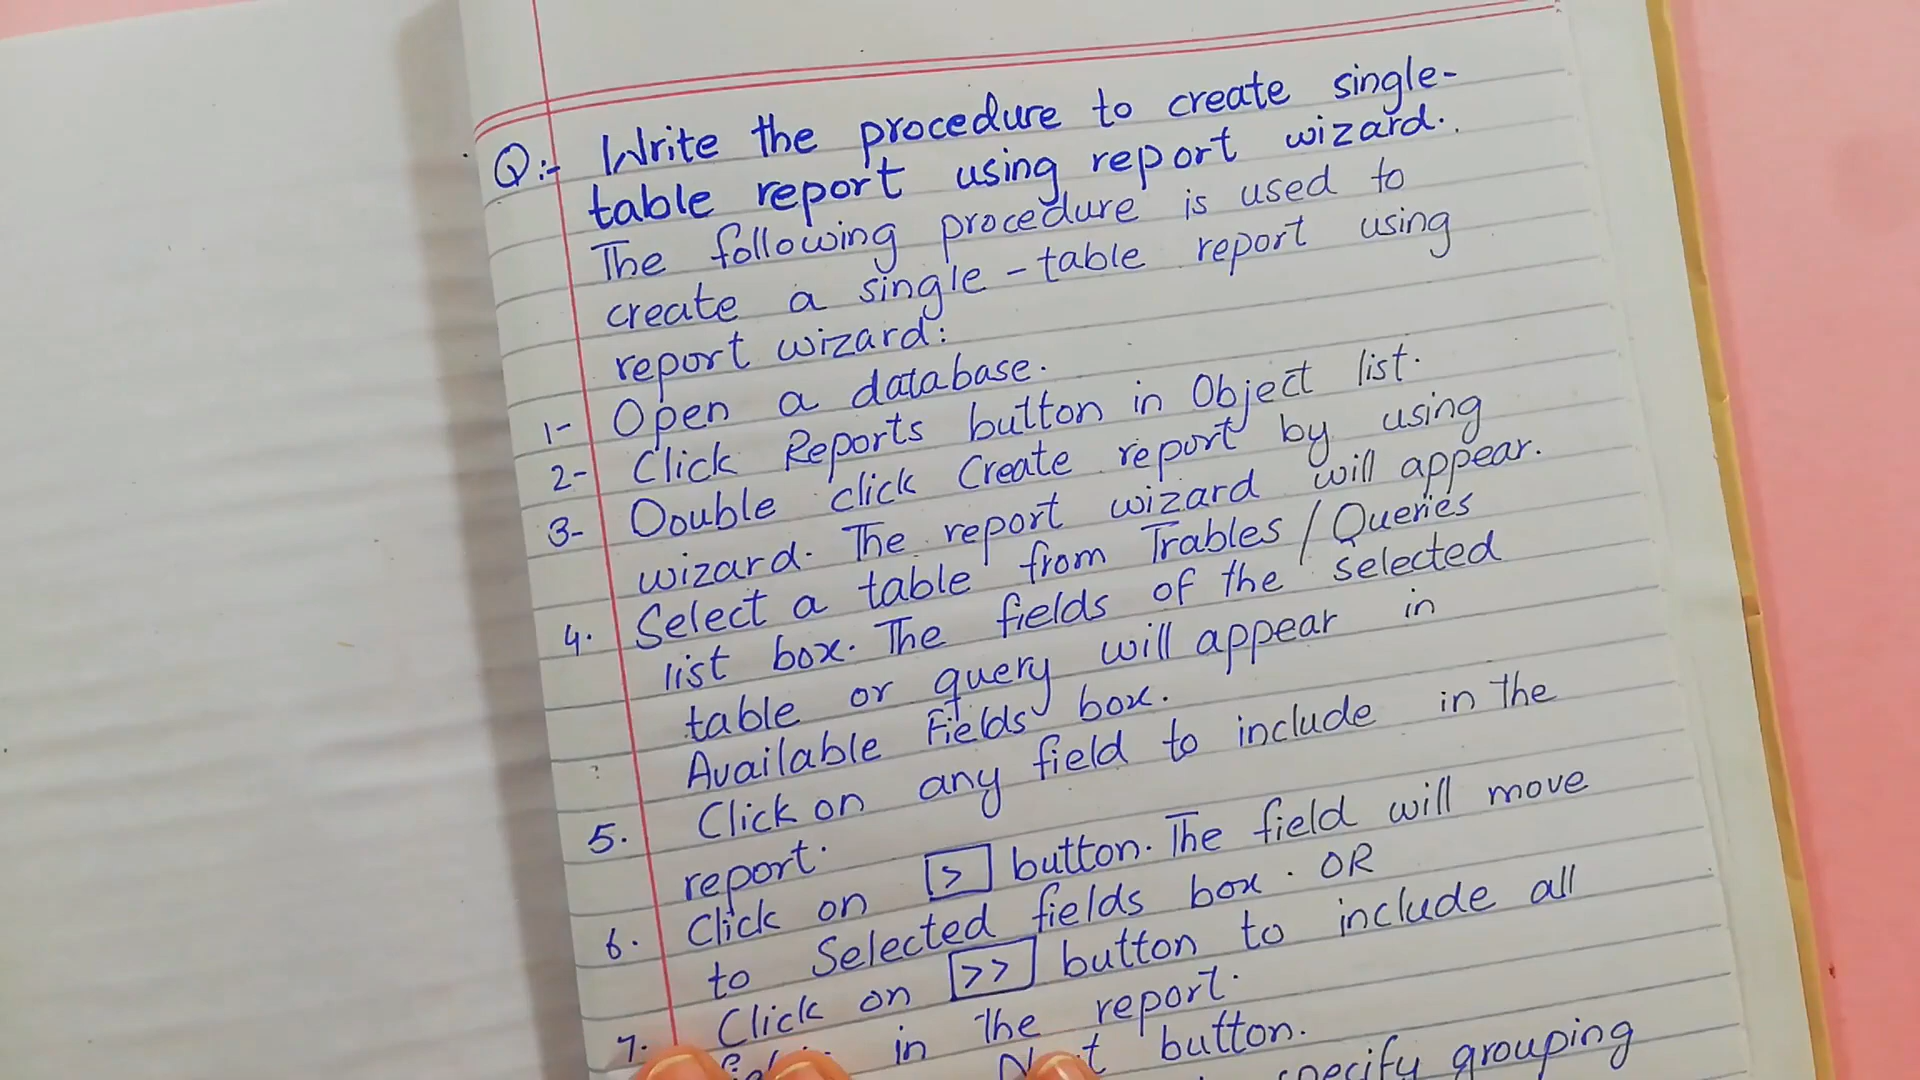 Q:- Write the procedure to create single-
table report using report wizard.
The following procedure is used to
create a single-table report using
report wizard:
1- Open a database.
2- Click Reports button in Object list.
3- Double click Create report by using
wizard. The report wizard will appear.
4. Select a table from Trables/Queries
list box. The fields of the selected
table or query will appear in
Available Fields box.
5. Click on any field to include in the
report.
6. Click on [>] button. The field will move
to Selected fields box. OR
Click on [>>] button to include all
in the report.
7. button.
specify grouping